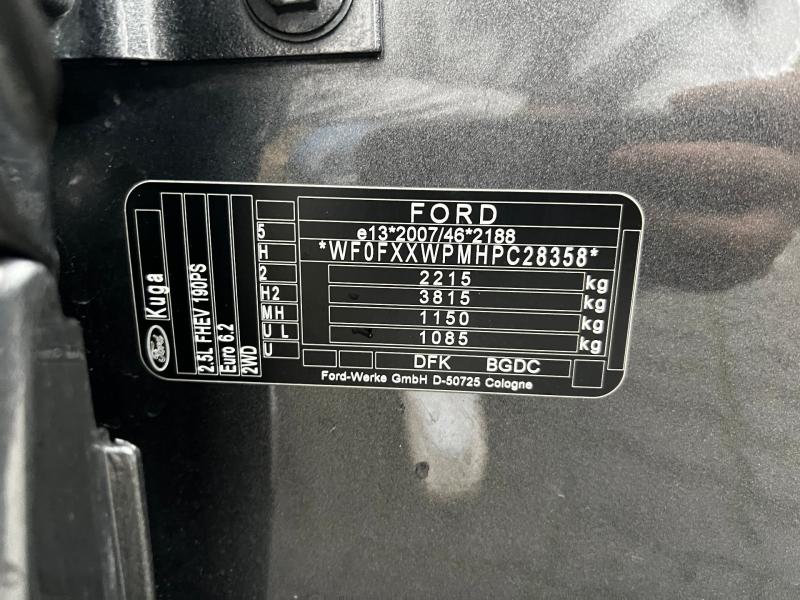 FORD
e13*2007/46*2188
*WF0FXXWPMHPC28358*
2215 kg
3815 kg
1150 kg
1085 kg
DFK BGDC
Ford-Werke GmbH D-50725 Cologne
5
H
2
H2
MH
U L
U
Ford
Kuga
2.5L FHEV 190PS
Euro 6.2
2WD